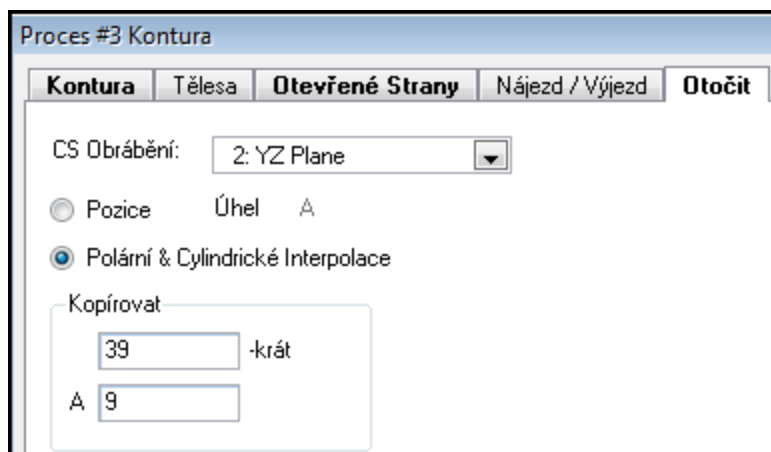 Proces #3 Kontura
Kontura Tělesa Otevřené Strany Nájezd / Výjezd Otočit
CS Obrábění: 2: YZ Plane
Pozice Úhel A
Polární & Cylindrické Interpolace
Kopírovat
39 -krát
A 9